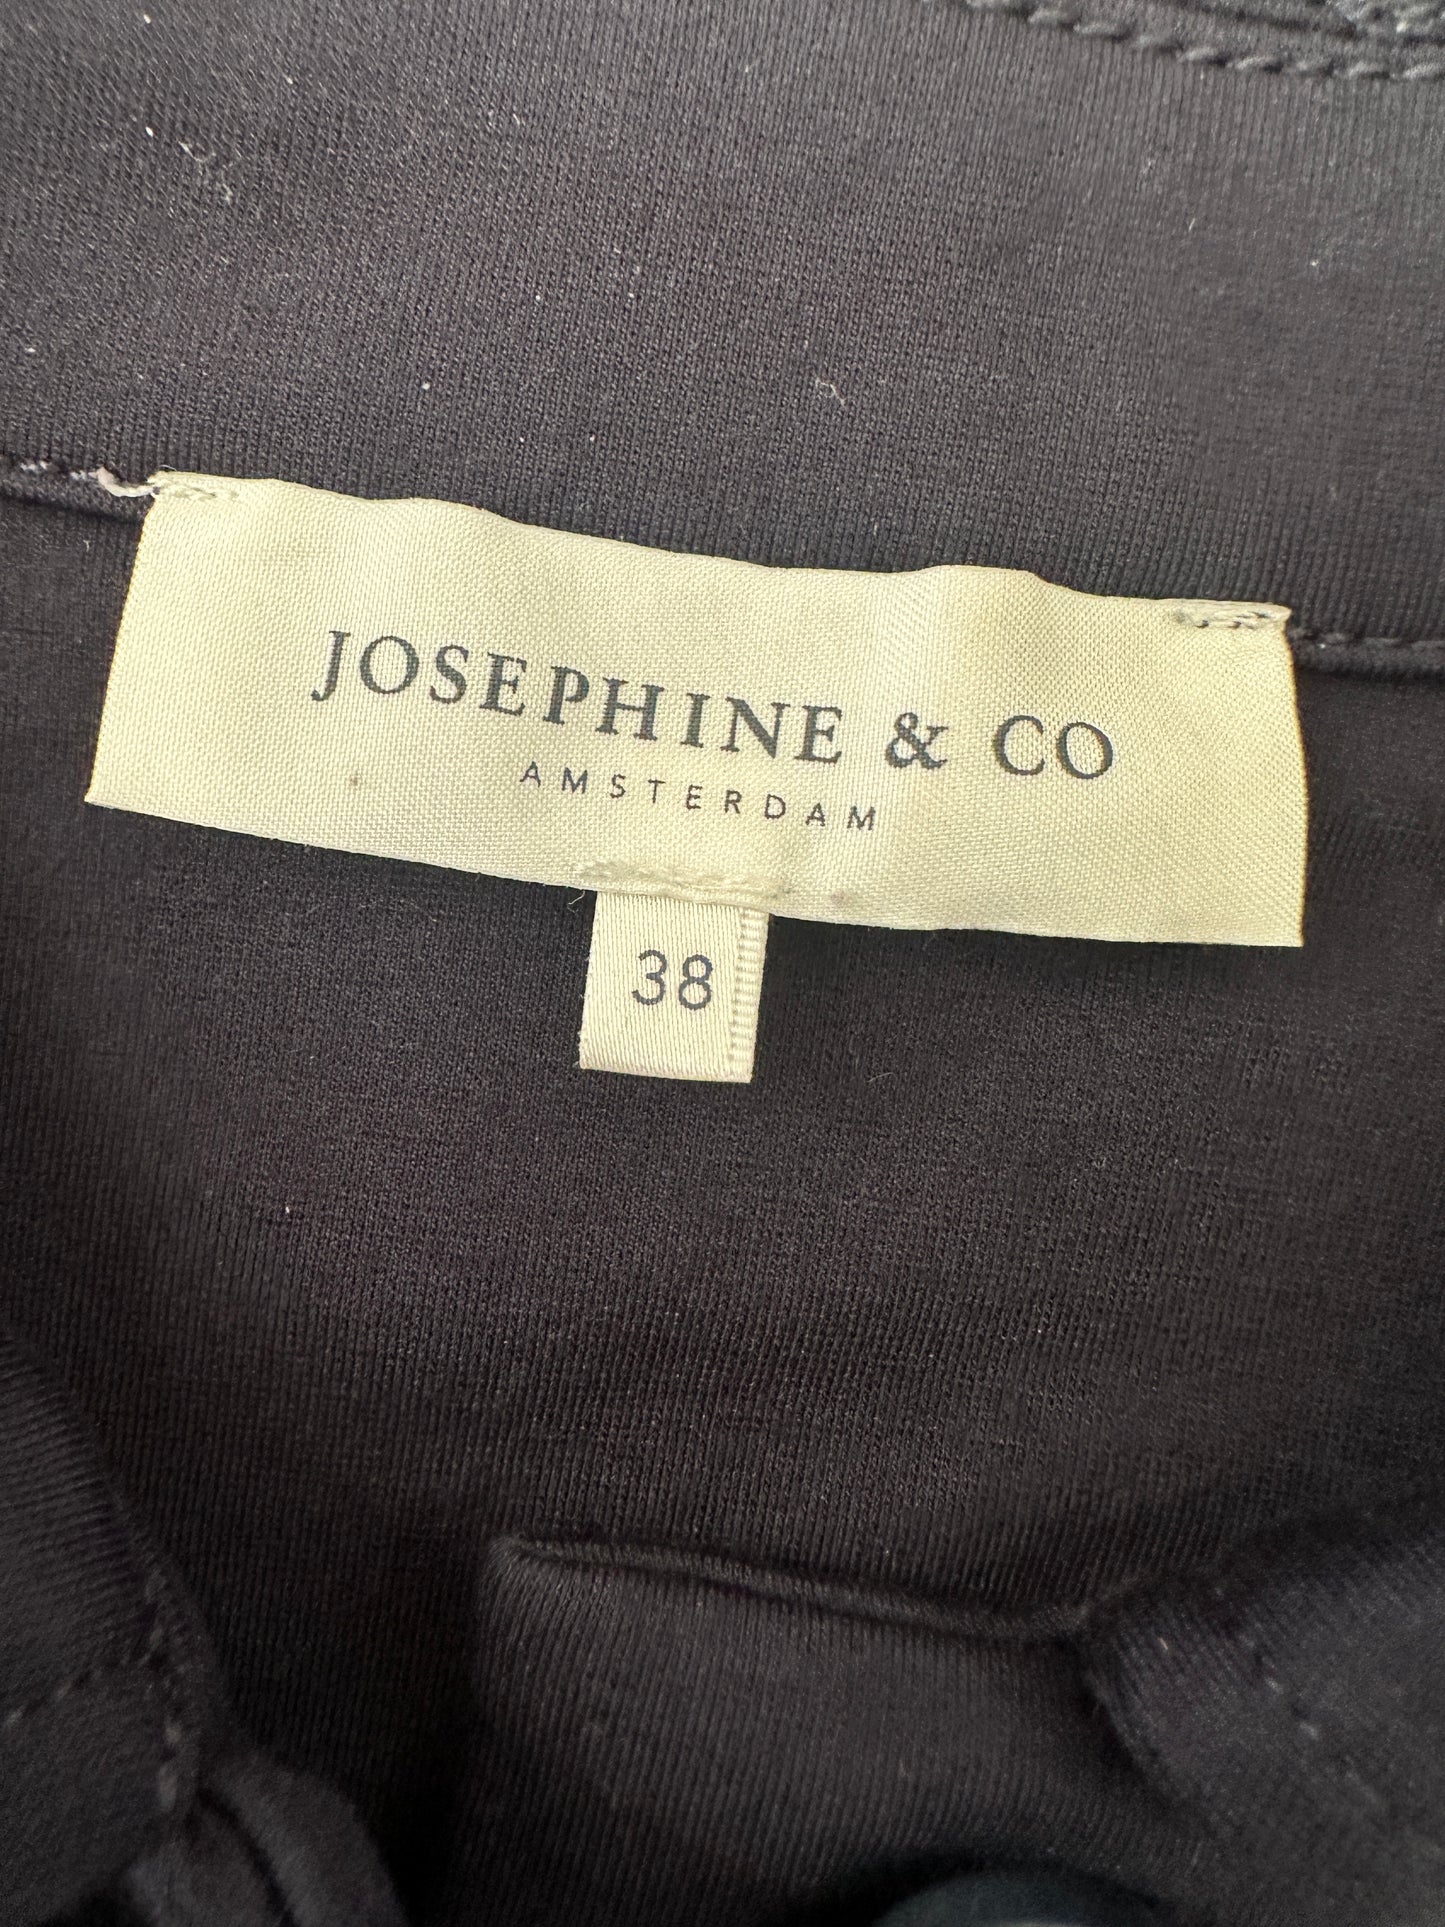 JOSEPHINE & CO
AMSTERDAM
38